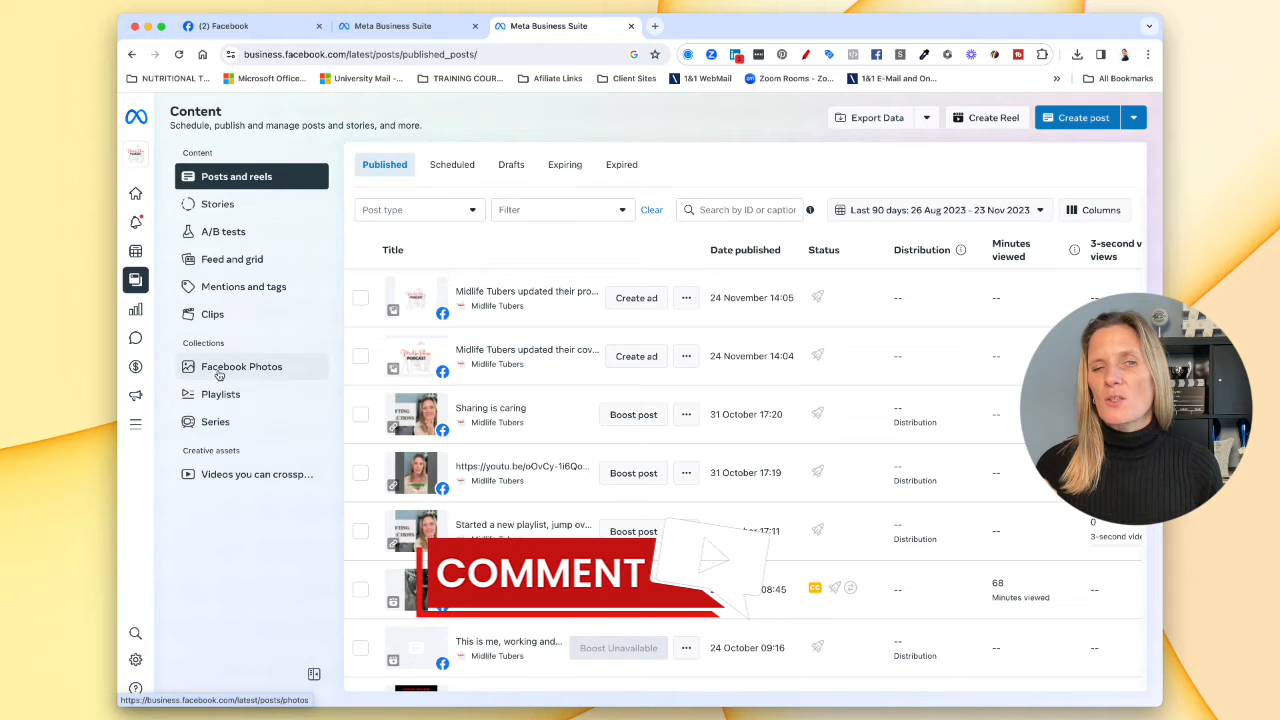 (2) Facebook
Meta Business Suite
Meta Business Suite
business.facebook.com/latest/posts/published_posts/
NUTRITIONAL T...
Microsoft Office...
University Mail -...
TRAINING COUR...
Afiliate Links
Client Sites
1&1 WebMail
Zoom Rooms - Zo...
1&1 E-Mail and On...
All Bookmarks
Content
Schedule, publish and manage posts and stories, and more.
Export Data
Create Reel
Create post
Content
Posts and reels
Stories
A/B tests
Feed and grid
Mentions and tags
Clips
Collections
Facebook Photos
Playlists
Series
Creative assets
Videos you can crossp...
Published
Scheduled
Drafts
Expiring
Expired
Post type
Filter
Clear
Search by ID or caption
Last 90 days: 26 Aug 2023 - 23 Nov 2023
Columns
Title
Date published
Status
Distribution
Minutes viewed
3-second v
views
Midlife Tubers updated their pro...
Midlife Tubers
Create ad
24 November 14:05
--
--
--
Midlife Tubers updated their cov...
Midlife Tubers
Create ad
24 November 14:04
--
--
Sharing is caring
Midlife Tubers
Boost post
31 October 17:20
--
Distribution
--
https://youtu.be/oOvCy-1i6Qo...
Midlife Tubers
Boost post
31 October 17:19
--
Distribution
--
Started a new playlist, jump ov...
Boost post
17:11
--
Distribution
--
0
3-second vide
COMMENT
08:45
--
Distribution
68
Minutes viewed
--
This is me, working and...
Midlife Tubers
Boost Unavailable
24 October 09:16
--
Distribution
--
--
https://business.facebook.com/latest/posts/photos